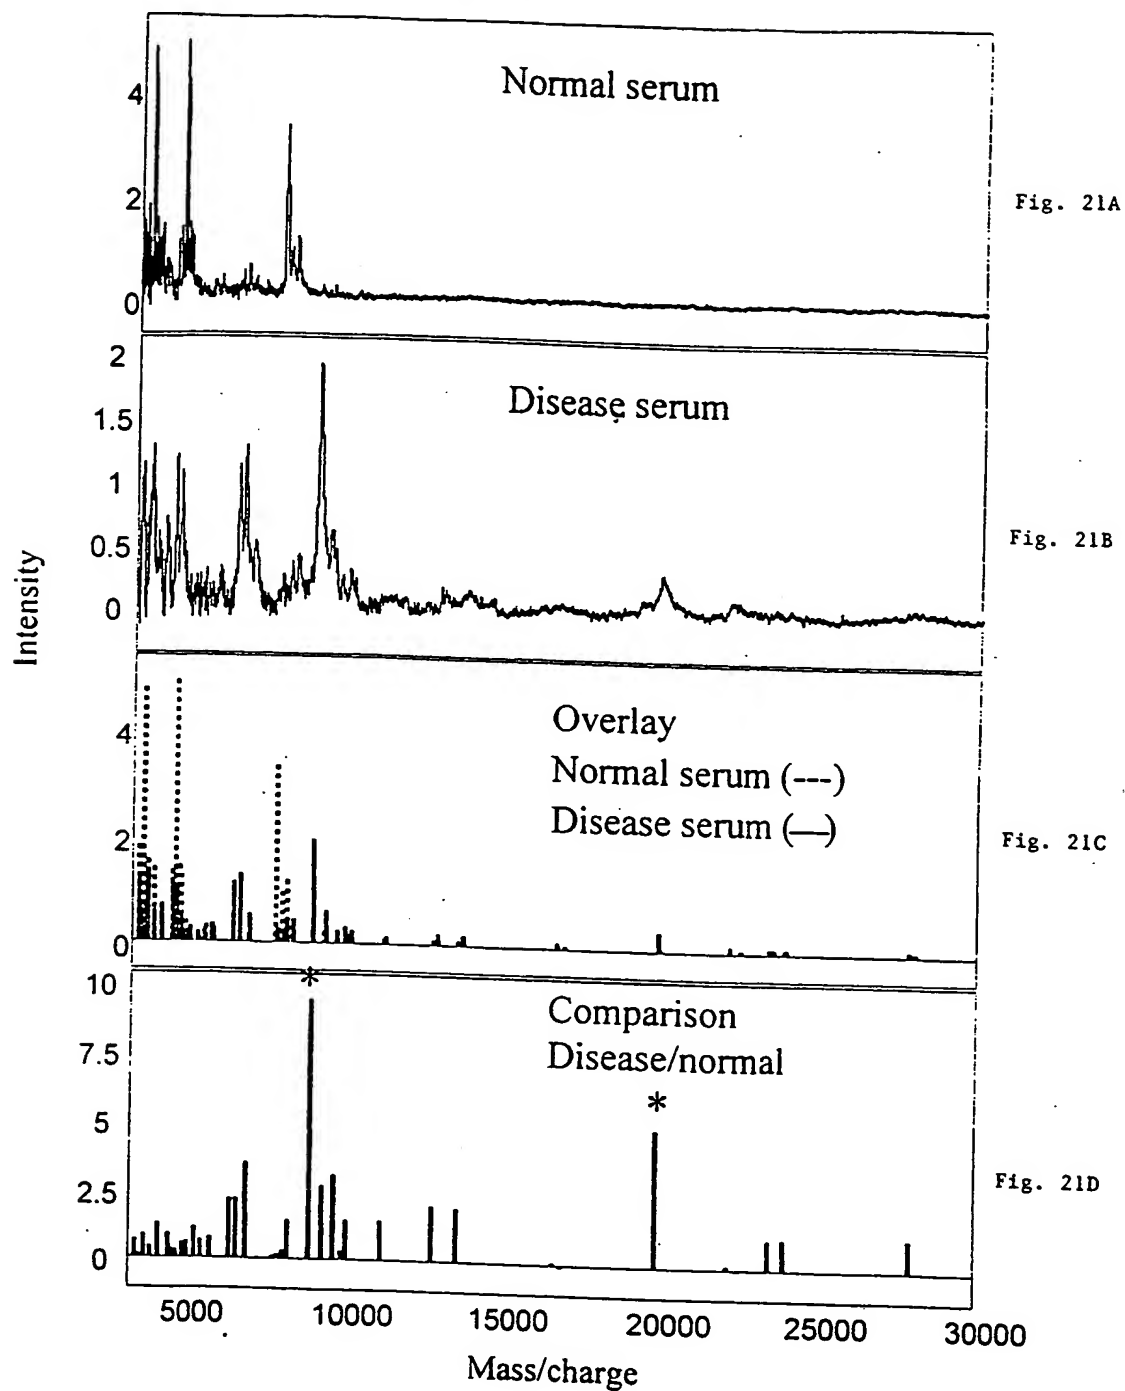 Normal serum
4
2
0
Fig. 21A
Disease serum
2
1.5
1
0.5
0
Fig. 21B
Intensity
Overlay
Normal serum (---)
Disease serum (—)
4
2
0
Fig. 21C
Comparison
Disease/normal
*
*
10
7.5
5
2.5
0
Fig. 21D
5000 10000 15000 20000 25000 30000
Mass/charge